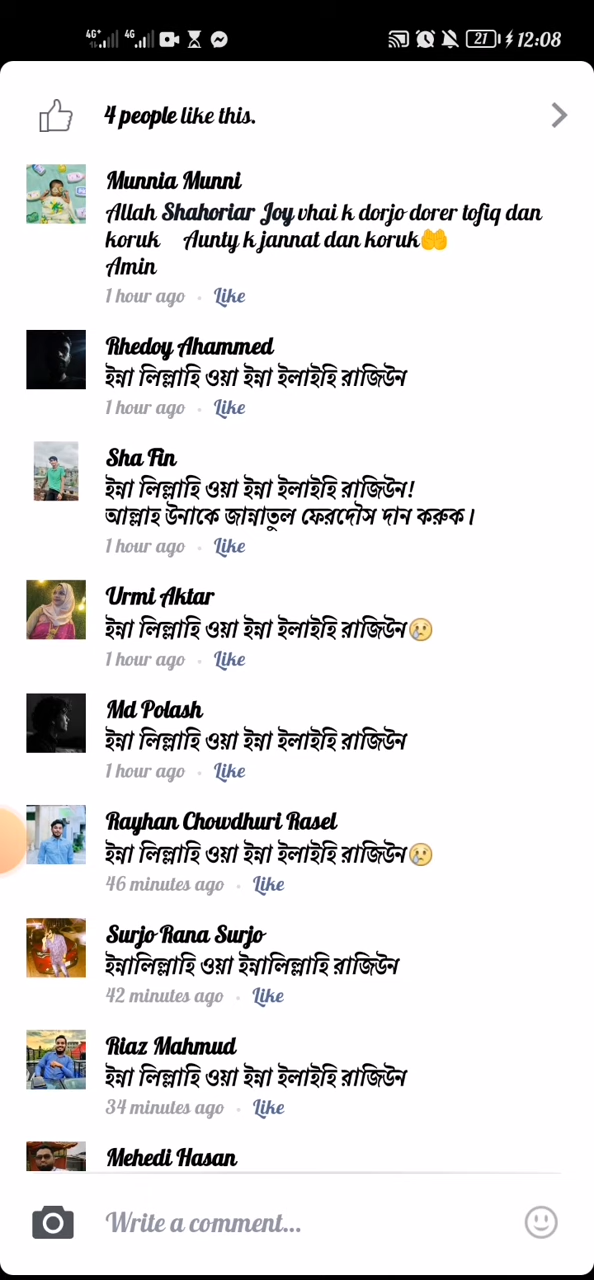 4G+ 4G 21 12:08
4 people like this.
Munnia Munni
Allah Shahoriar Joy vhai k dorjo dorer tofiq dan
koruk Aunty k jannat dan koruk🤲
Amin
1 hour ago · Like
Rhedoy Ahammed
ইন্না লিল্লাহি ওয়া ইন্না ইলাইহি রাজিউন
1 hour ago · Like
Sha Fin
ইন্না লিল্লাহি ওয়া ইন্না ইলাইহি রাজিউন!
আল্লাহ উনাকে জান্নাতুল ফেরদৌস দান করুক।
1 hour ago · Like
Urmi Aktar
ইন্না লিল্লাহি ওয়া ইন্না ইলাইহি রাজিউন😢
1 hour ago · Like
Md Polash
ইন্না লিল্লাহি ওয়া ইন্না ইলাইহি রাজিউন
1 hour ago · Like
Rayhan Chowdhuri Rasel
ইন্না লিল্লাহি ওয়া ইন্না ইলাইহি রাজিউন😢
46 minutes ago · Like
Surjo Rana Surjo
ইন্নালিল্লাহি ওয়া ইন্নালিল্লাহি রাজিউন
42 minutes ago · Like
Riaz Mahmud
ইন্না লিল্লাহি ওয়া ইন্না ইলাইহি রাজিউন
34 minutes ago · Like
Mehedi Hasan
Write a comment...